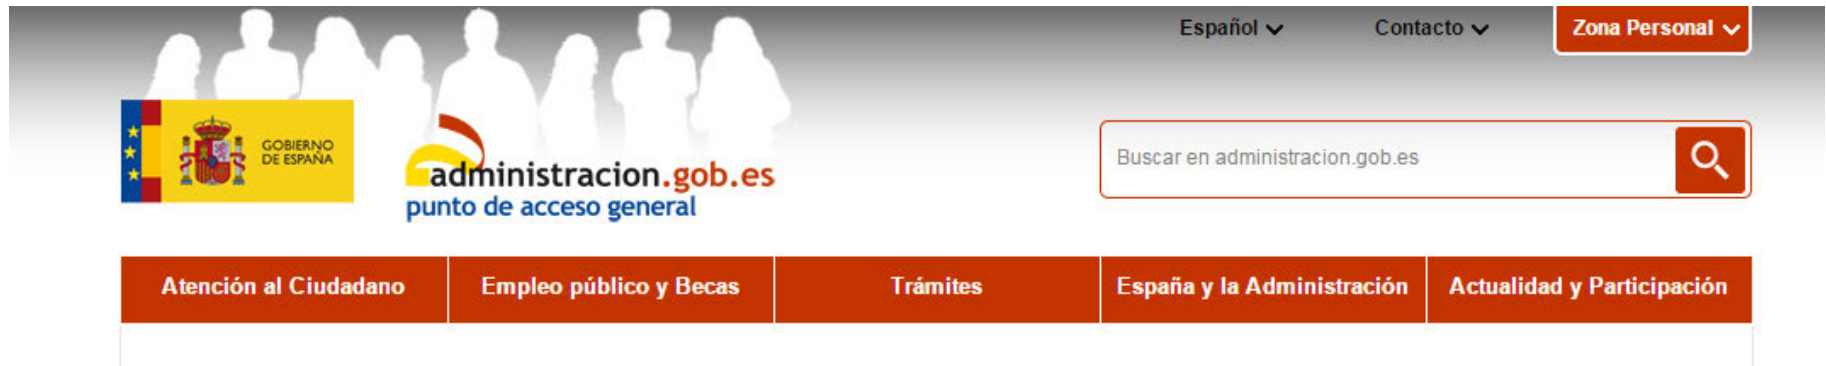 Español
Contacto
Zona Personal
GOBIERNO
DE ESPAÑA
administracion.gob.es
punto de acceso general
Buscar en administracion.gob.es
Atención al Ciudadano
Empleo público y Becas
Trámites
España y la Administración
Actualidad y Participación